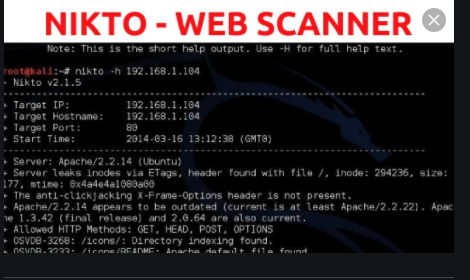 NIKTO - WEB SCANNER
Note: This is the short help output. Use -H for full help text.
root@kali:~# nikto -h 192.168.1.104
- Nikto v2.1.5
---------------------------------------------------------------------------
+ Target IP: 192.168.1.104
+ Target Hostname: 192.168.1.104
+ Target Port: 80
+ Start Time: 2014-03-16 13:12:38 (GMT0)
---------------------------------------------------------------------------
+ Server: Apache/2.2.14 (Ubuntu)
+ Server leaks inodes via ETags, header found with file /, inode: 294236, size:
177, mtime: 0x4a4e4a1080a00
+ The anti-clickjacking X-Frame-Options header is not present.
+ Apache/2.2.14 appears to be outdated (current is at least Apache/2.2.22). Apac
he 1.3.42 (final release) and 2.0.64 are also current.
+ Allowed HTTP Methods: GET, HEAD, POST, OPTIONS
+ OSVDB-3268: /icons/: Directory indexing found.
+ OSVDB-3233: /icons/README: Apache default file found.